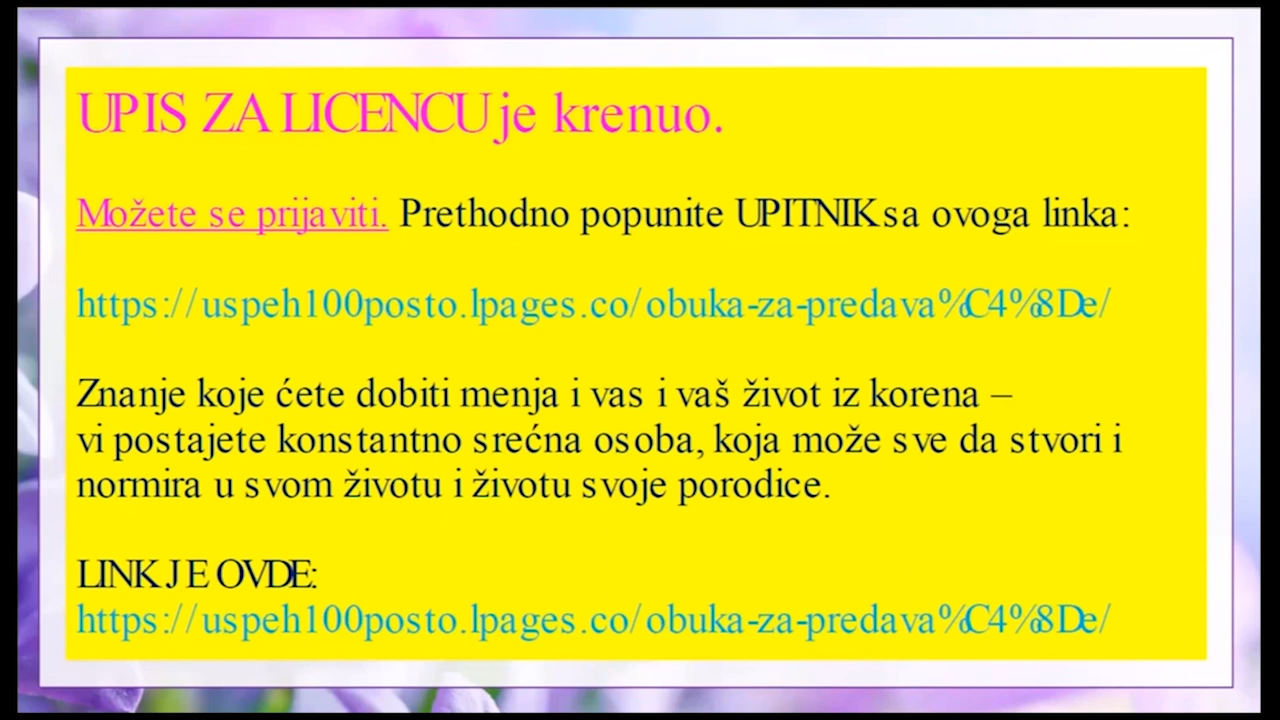 UPIS ZA LICENCU je krenuo.
Možete se prijaviti. Prethodno popunite UPITNIK sa ovoga linka:
https://uspeh100posto.lpages.co/obuka-za-predava%C4%8De/
Znanje koje ćete dobiti menja i vas i vaš život iz korena –
vi postajete konstantno srećna osoba, koja može sve da stvori i
normira u svom životu i životu svoje porodice.
LINK JE OVDE:
https://uspeh100posto.lpages.co/obuka-za-predava%C4%8De/